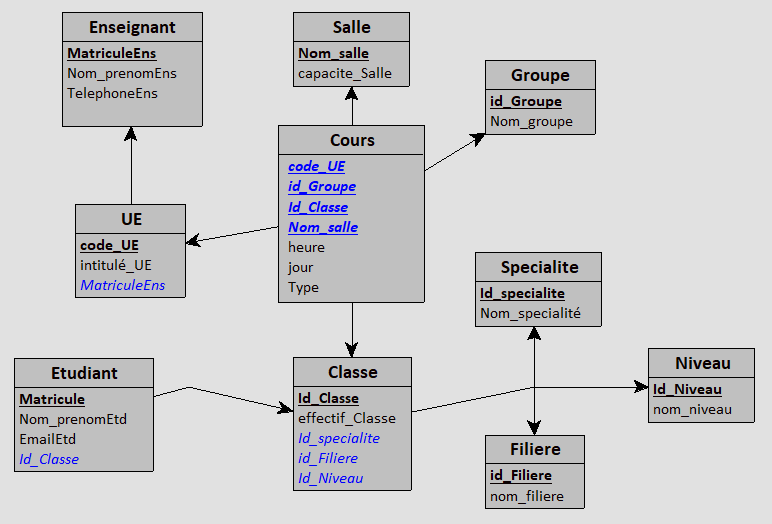 Enseignant
MatriculeEns
Nom_prenomEns
TelephoneEns
Salle
Nom_salle
capacite_Salle
Groupe
id_Groupe
Nom_groupe
Cours
code_UE
id_Groupe
Id_Classe
Nom_salle
heure
jour
Type
UE
code_UE
intitulé_UE
MatriculeEns
Specialite
Id_specialite
Nom_specialité
Etudiant
Matricule
Nom_prenomEtd
EmailEtd
Id_Classe
Classe
Id_Classe
effectif_Classe
Id_specialite
id_Filiere
Id_Niveau
Niveau
Id_Niveau
nom_niveau
Filiere
id_Filiere
nom_filiere